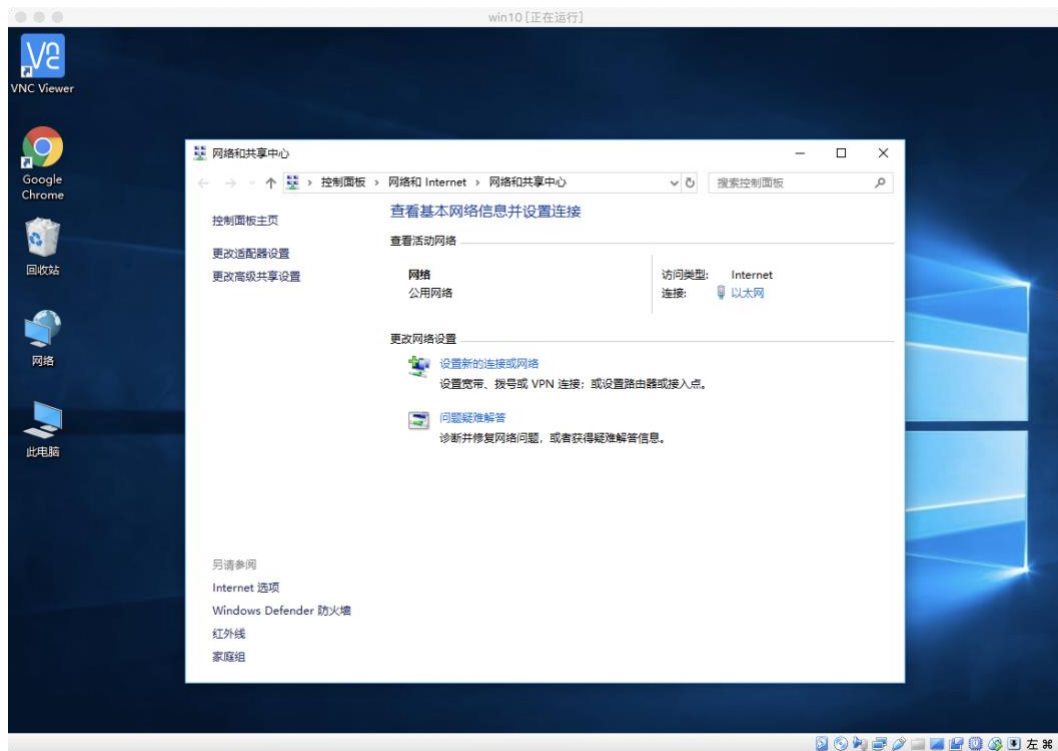 win10 [正在运行]
VNC Viewer
Google
Chrome
回收站
网络
此电脑
网络和共享中心
控制面板 › 网络和 Internet › 网络和共享中心
搜索控制面板
控制面板主页
更改适配器设置
更改高级共享设置
查看基本网络信息并设置连接
查看活动网络
网络
公用网络
访问类型: Internet
连接: 以太网
更改网络设置
设置新的连接或网络
设置宽带、拨号或 VPN 连接；或设置路由器或接入点。
问题疑难解答
诊断并修复网络问题，或者获得疑难解答信息。
另请参阅
Internet 选项
Windows Defender 防火墙
红外线
家庭组
左 ⌘